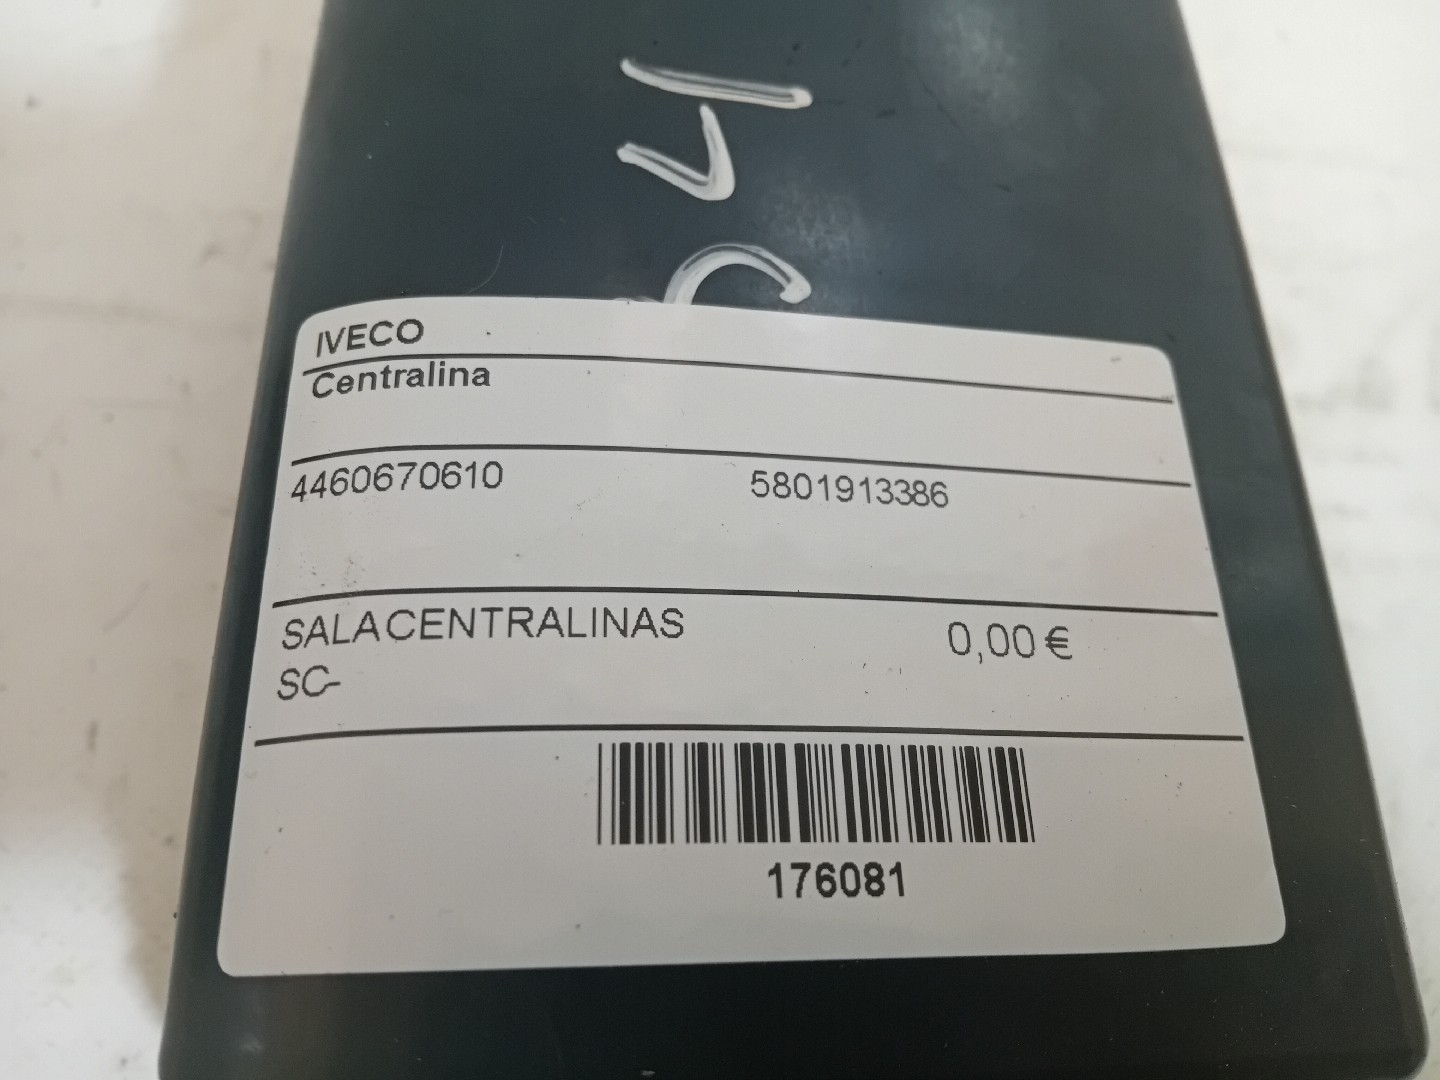 IVECO
Centralina
4460670610 5801913386
SALACENTRALINAS 0,00 €
SC-
176081